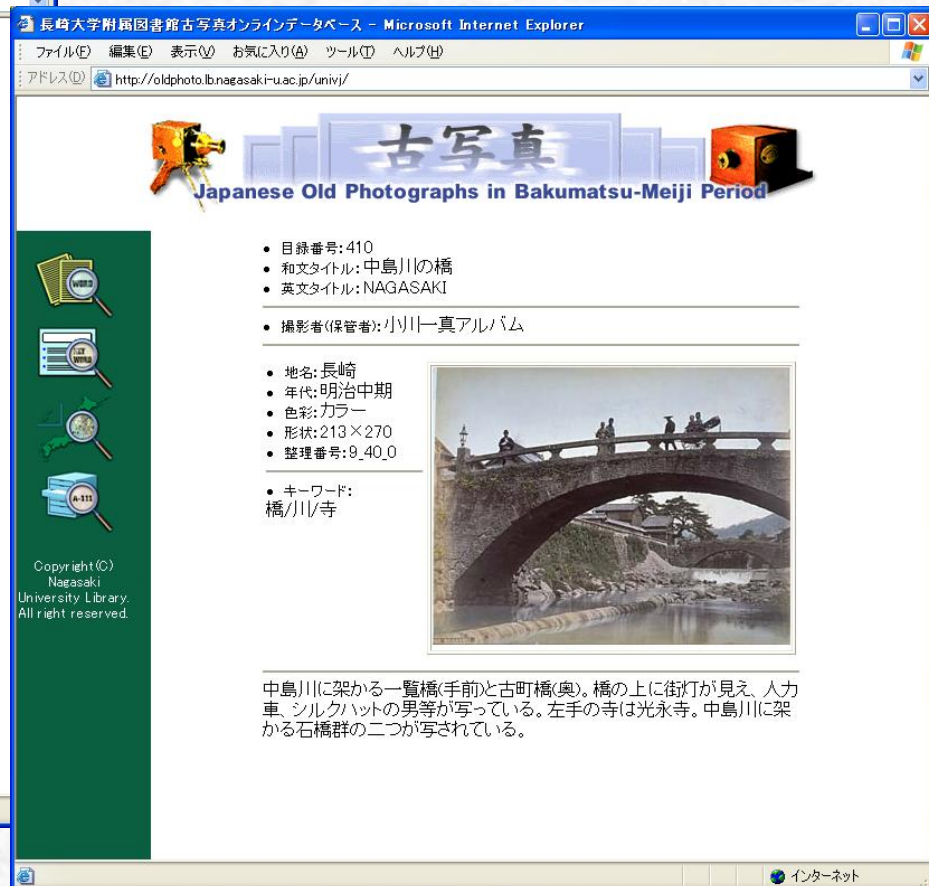 長崎大学附属図書館古写真オンラインデータベース - Microsoft Internet Explorer
ファイル(F) 編集(E) 表示(V) お気に入り(A) ツール(T) ヘルプ(H)
アドレス(D) http://oldphoto.lb.nagasaki-u.ac.jp/univj/
古写真
Japanese Old Photographs in Bakumatsu-Meiji Period
目録番号:410
和文タイトル:中島川の橋
英文タイトル:NAGASAKI
撮影者(保管者):小川一真アルバム
地名:長崎
年代:明治中期
色彩:カラー
形状:213×270
整理番号:9_40_0
キーワード:
橋/川/寺
WORD
KEY WORD
A-111
Copyright(C)
Nagasaki
University Library.
All right reserved.
中島川に架かる一覧橋(手前)と古町橋(奥)。橋の上に街灯が見え、人力
車、シルクハットの男等が写っている。左手の寺は光永寺。中島川に架
かる石橋群の二つが写されている。
インターネット